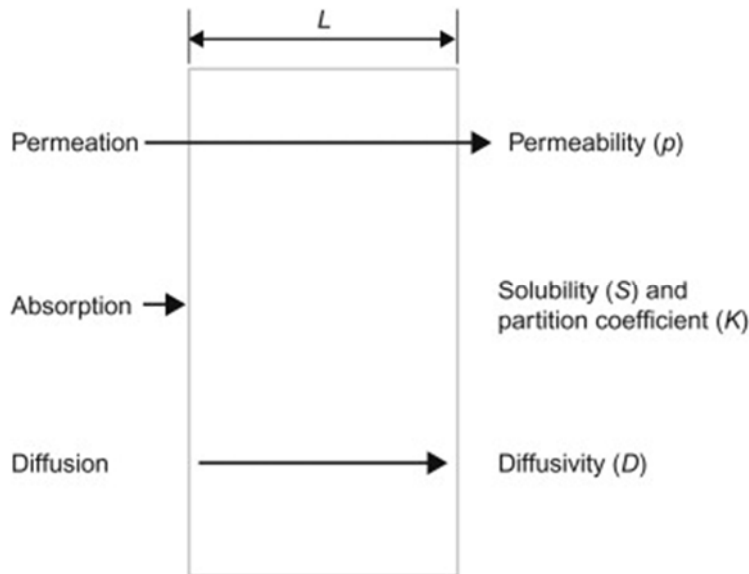 L
Permeation
Permeability (p)
Absorption
Solubility (S) and
partition coefficient (K)
Diffusion
Diffusivity (D)